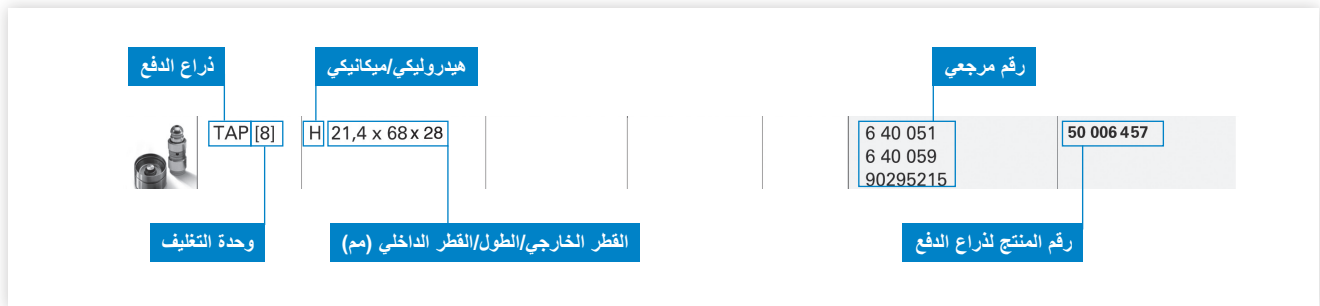 ذراع الدفع
هيدروليكي/ميكانيكي
رقم مرجعي
TAP [8] H 21,4 x 68 x 28 6 40 051 50 006 457
6 40 059
90295215
وحدة التغليف
القطر الخارجي/الطول/القطر الداخلي (مم)
رقم المنتج لذراع الدفع